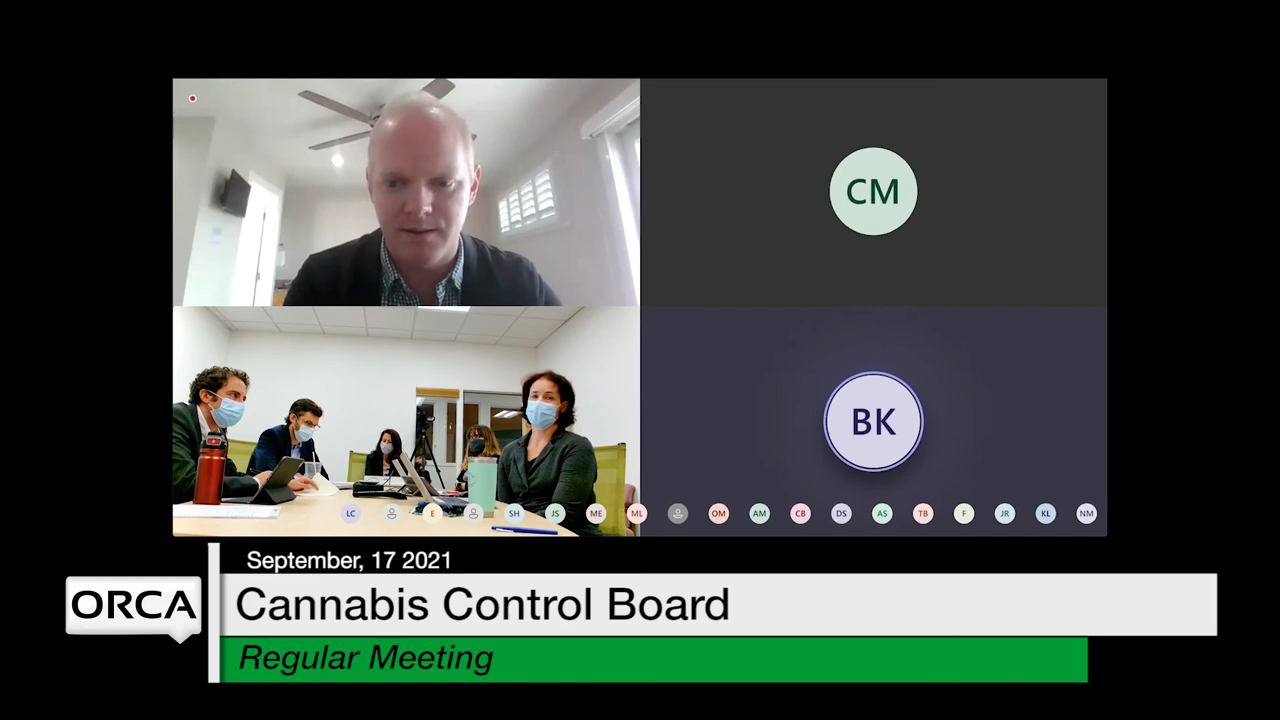 CM
BK
LC
E
SH
JS
ME
ML
OM
AM
CB
DS
AS
TB
F
JR
KL
NM
September, 17 2021
ORCA
Cannabis Control Board
Regular Meeting